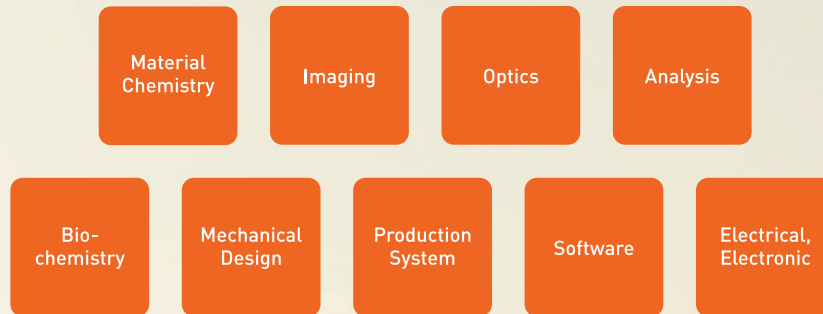 Material
Chemistry
Imaging
Optics
Analysis
Bio-
chemistry
Mechanical
Design
Production
System
Software
Electrical,
Electronic